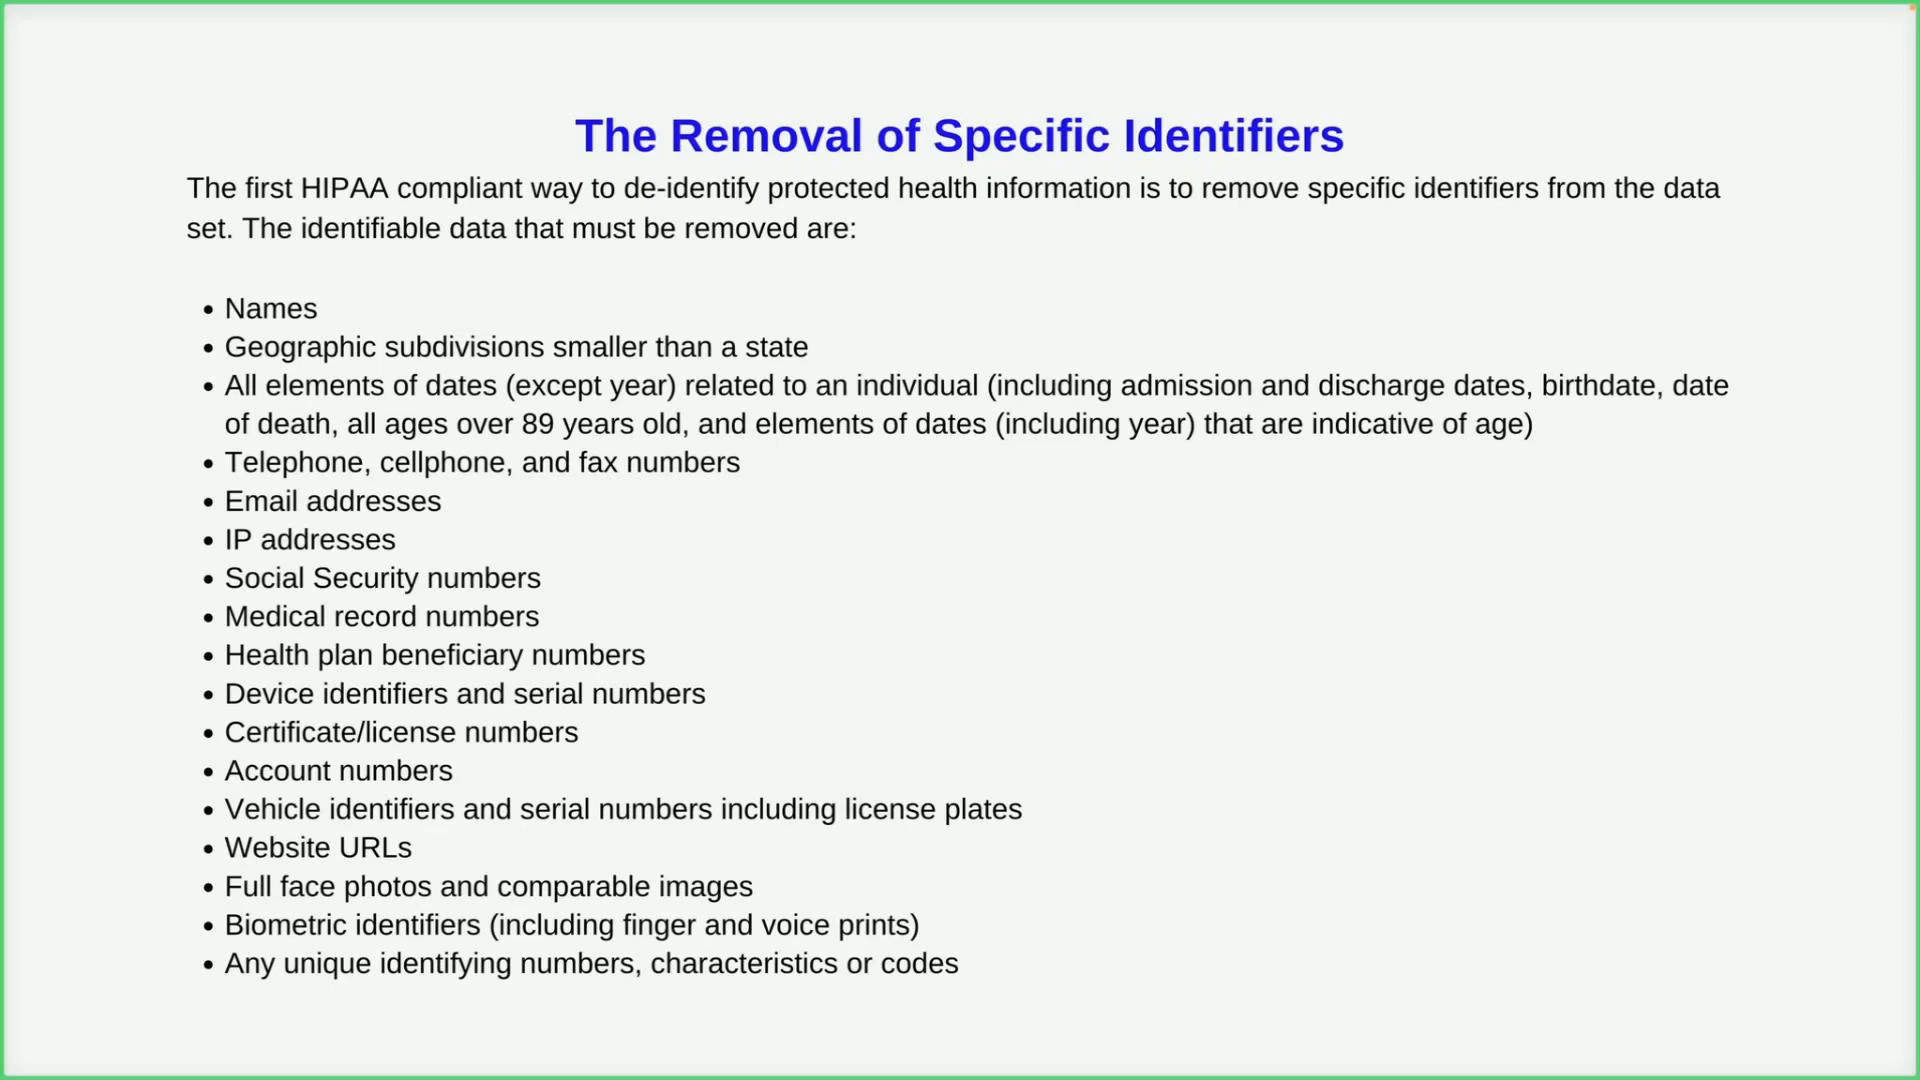 The Removal of Specific Identifiers
The first HIPAA compliant way to de-identify protected health information is to remove specific identifiers from the data
set. The identifiable data that must be removed are:
• Names
• Geographic subdivisions smaller than a state
• All elements of dates (except year) related to an individual (including admission and discharge dates, birthdate, date
of death, all ages over 89 years old, and elements of dates (including year) that are indicative of age)
• Telephone, cellphone, and fax numbers
• Email addresses
• IP addresses
• Social Security numbers
• Medical record numbers
• Health plan beneficiary numbers
• Device identifiers and serial numbers
• Certificate/license numbers
• Account numbers
• Vehicle identifiers and serial numbers including license plates
• Website URLs
• Full face photos and comparable images
• Biometric identifiers (including finger and voice prints)
• Any unique identifying numbers, characteristics or codes